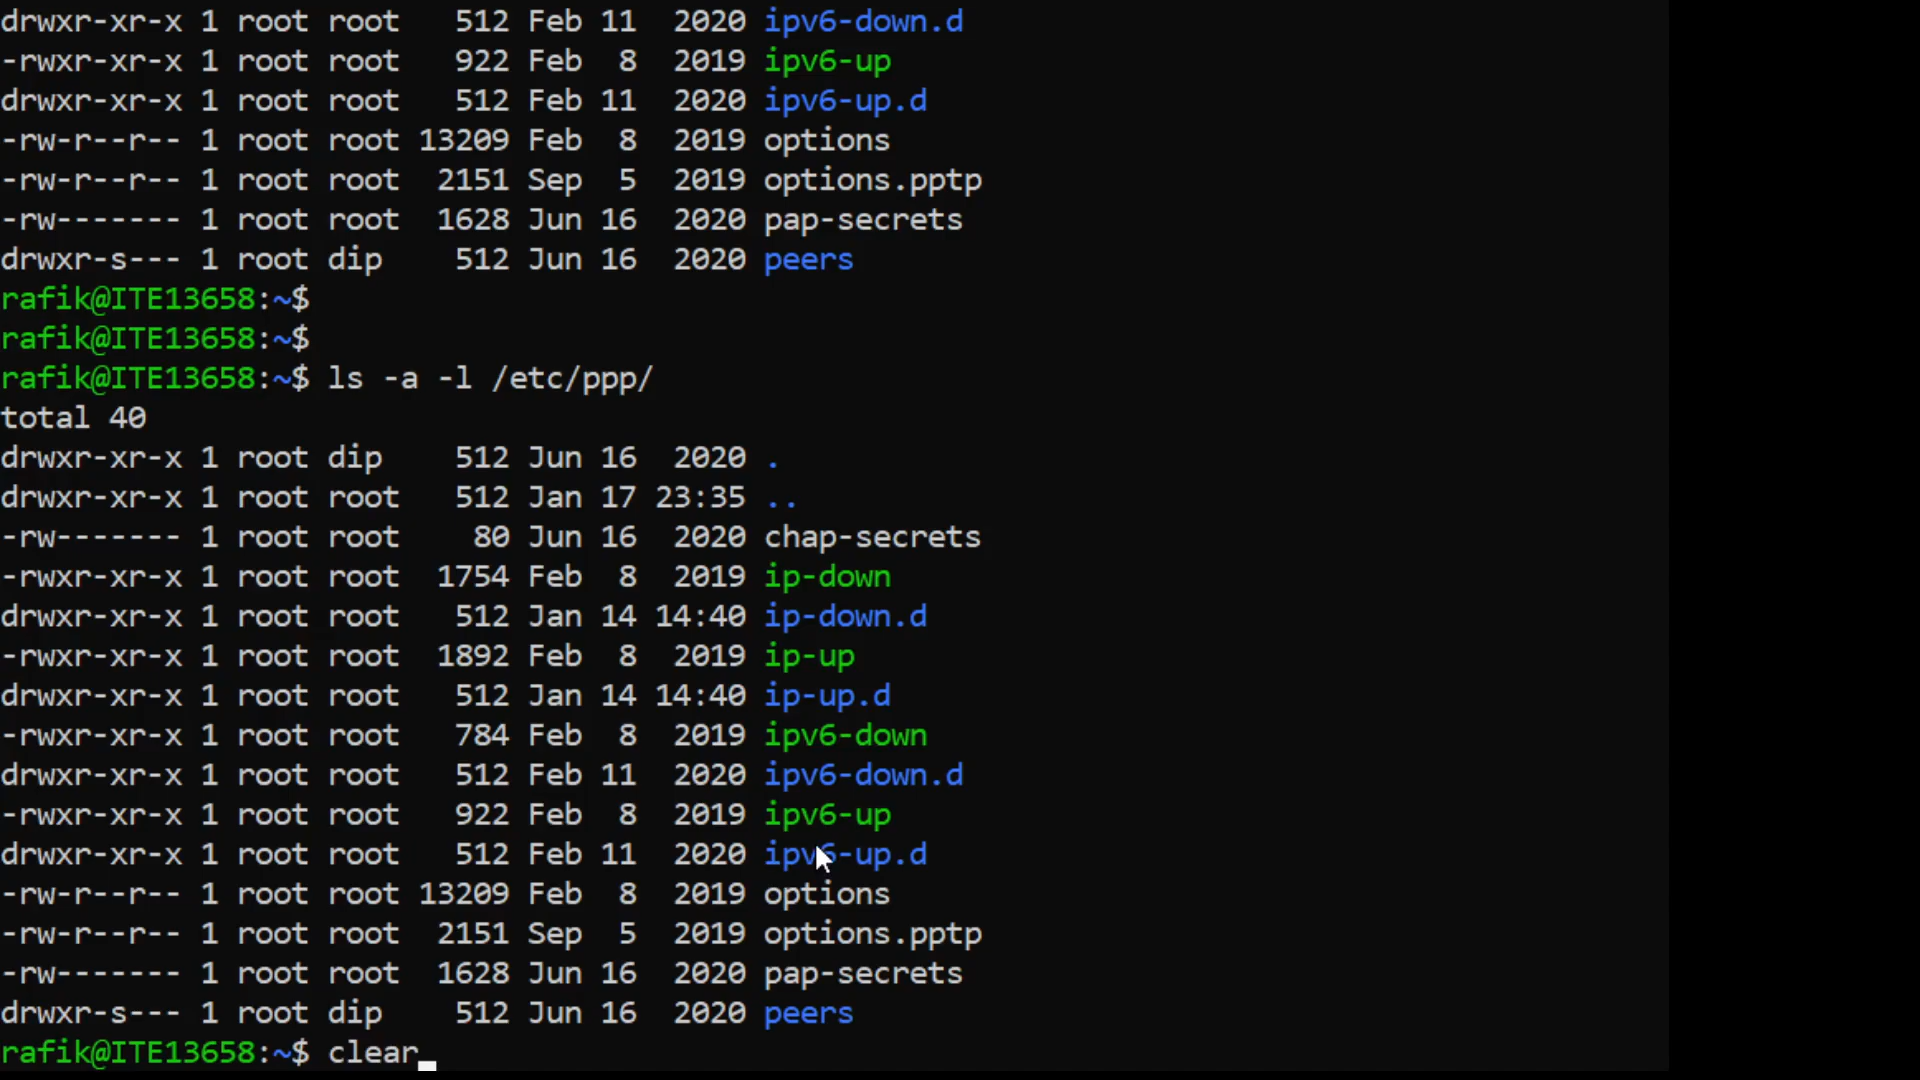 drwxr-xr-x 1 root root   512 Feb 11  2020 ipv6-down.d
-rwxr-xr-x 1 root root   922 Feb  8  2019 ipv6-up
drwxr-xr-x 1 root root   512 Feb 11  2020 ipv6-up.d
-rw-r--r-- 1 root root 13209 Feb  8  2019 options
-rw-r--r-- 1 root root  2151 Sep  5  2019 options.pptp
-rw------- 1 root root  1628 Jun 16  2020 pap-secrets
drwxr-s--- 1 root dip    512 Jun 16  2020 peers
rafik@ITE13658:~$
rafik@ITE13658:~$
rafik@ITE13658:~$ ls -a -l /etc/ppp/
total 40
drwxr-xr-x 1 root dip    512 Jun 16  2020 .
drwxr-xr-x 1 root root   512 Jan 17 23:35 ..
-rw------- 1 root root    80 Jun 16  2020 chap-secrets
-rwxr-xr-x 1 root root  1754 Feb  8  2019 ip-down
drwxr-xr-x 1 root root   512 Jan 14 14:40 ip-down.d
-rwxr-xr-x 1 root root  1892 Feb  8  2019 ip-up
drwxr-xr-x 1 root root   512 Jan 14 14:40 ip-up.d
-rwxr-xr-x 1 root root   784 Feb  8  2019 ipv6-down
drwxr-xr-x 1 root root   512 Feb 11  2020 ipv6-down.d
-rwxr-xr-x 1 root root   922 Feb  8  2019 ipv6-up
drwxr-xr-x 1 root root   512 Feb 11  2020 ipv6-up.d
-rw-r--r-- 1 root root 13209 Feb  8  2019 options
-rw-r--r-- 1 root root  2151 Sep  5  2019 options.pptp
-rw------- 1 root root  1628 Jun 16  2020 pap-secrets
drwxr-s--- 1 root dip    512 Jun 16  2020 peers
rafik@ITE13658:~$ clear